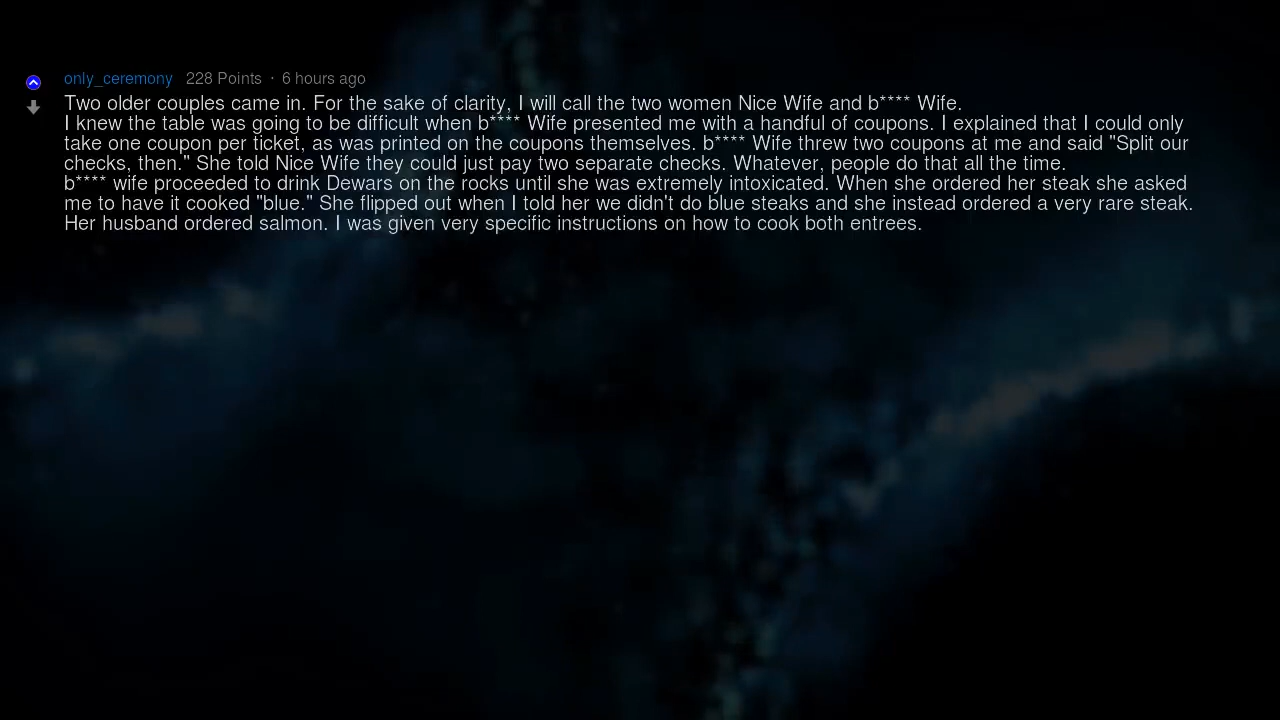 only_ceremony 228 Points · 6 hours ago
Two older couples came in. For the sake of clarity, I will call the two women Nice Wife and b**** Wife.
I knew the table was going to be difficult when b**** Wife presented me with a handful of coupons. I explained that I could only
take one coupon per ticket, as was printed on the coupons themselves. b**** Wife threw two coupons at me and said "Split our
checks, then." She told Nice Wife they could just pay two separate checks. Whatever, people do that all the time.
b**** wife proceeded to drink Dewars on the rocks until she was extremely intoxicated. When she ordered her steak she asked
me to have it cooked "blue." She flipped out when I told her we didn't do blue steaks and she instead ordered a very rare steak.
Her husband ordered salmon. I was given very specific instructions on how to cook both entrees.